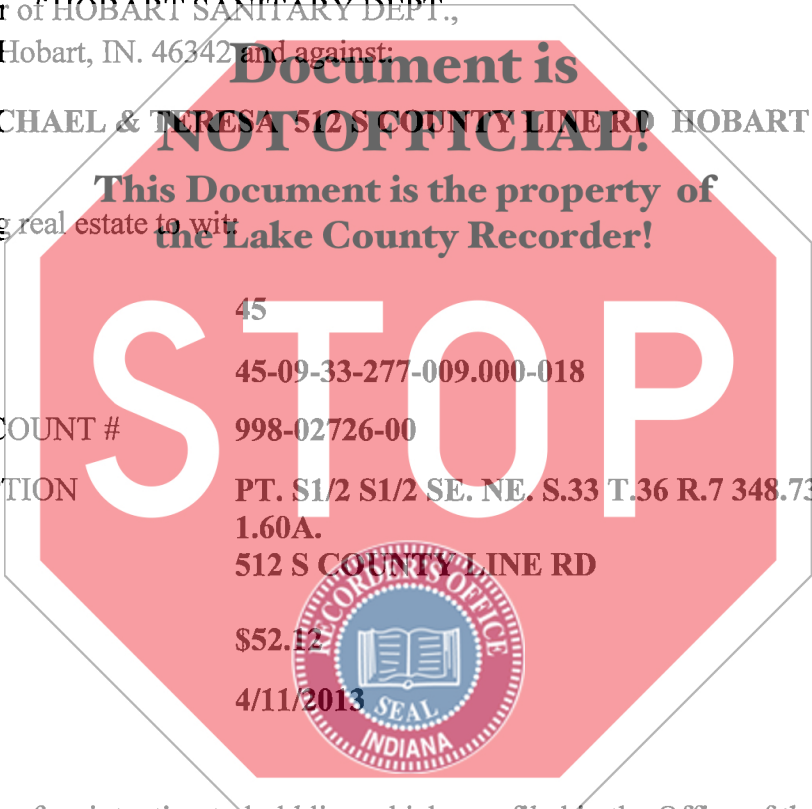 r of HOBART SANITARY DEPT.,
Hobart, IN. 46342 and against:
Document is
CHAEL & TERESA 512 S COUNTY LINE RD HOBART
NOT OFFICIAL!
This Document is the property of
g real estate to wit:
the Lake County Recorder!
45
STOP
45-09-33-277-009.000-018
COUNT # 998-02726-00
TION PT. S1/2 S1/2 SE. NE. S.33 T.36 R.7 348.73
1.60A.
512 S COUNTY LINE RD
RECORDER'S OFFICE
$52.12
4/11/2013
SEAL
INDIANA